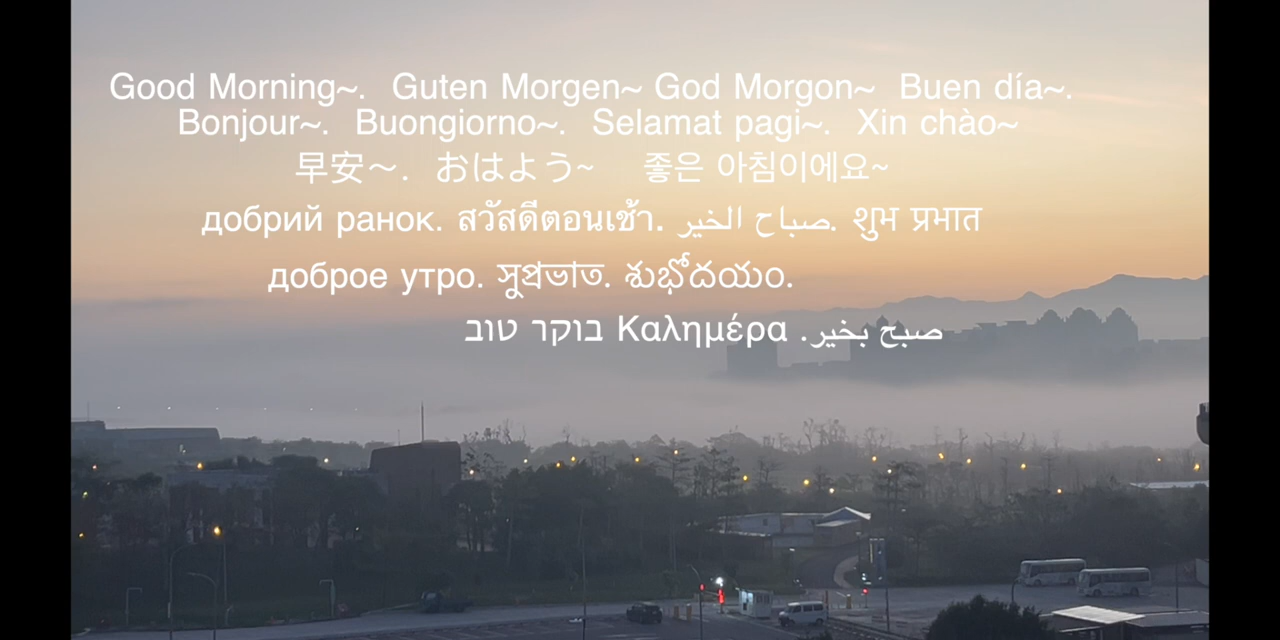 Good Morning~. Guten Morgen~ God Morgon~ Buen día~.
Bonjour~. Buongiorno~. Selamat pagi~. Xin chào~
早安～. おはよう~ 좋은 아침이에요~
добрий ранок. สวัสดีตอนเช้า. صباح الخير. शुभ प्रभात
доброе утро. সুপ্রভাত. శుభోదయం.
בוקר טוב Καλημέρα .صبح بخیر